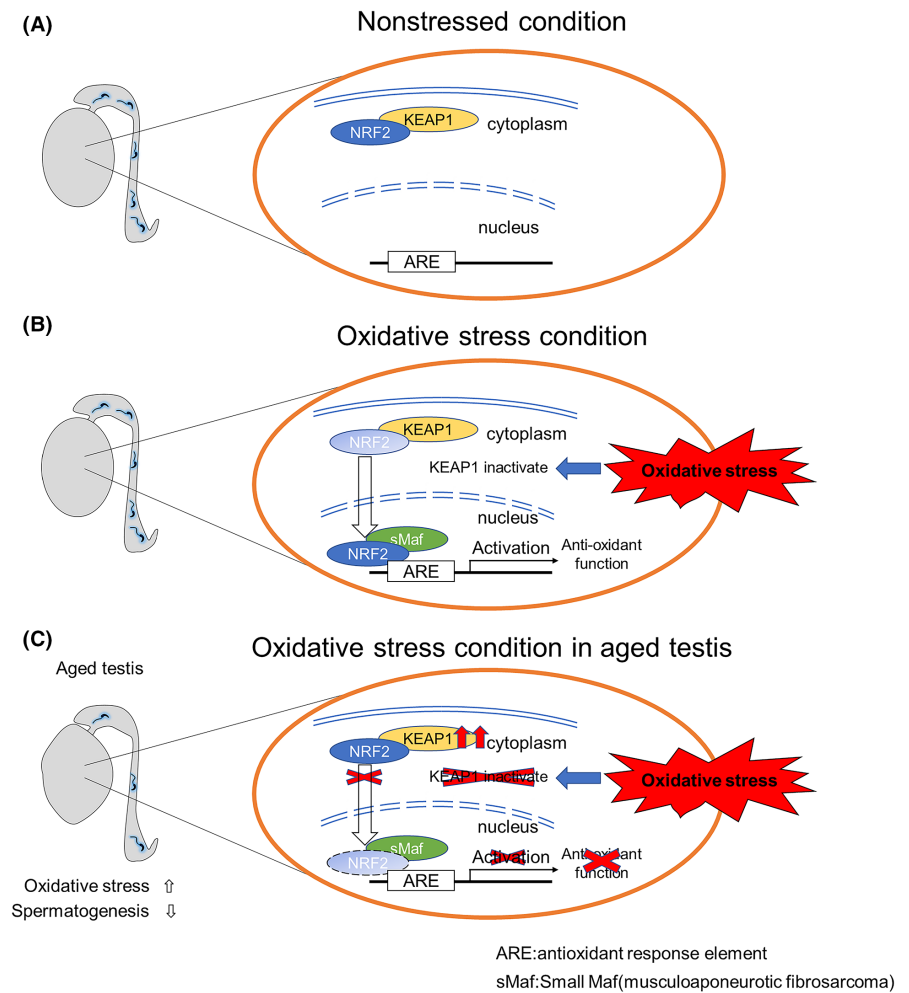 (A)
Nonstressed condition
KEAP1
NRF2
cytoplasm
nucleus
ARE
(B)
Oxidative stress condition
KEAP1
NRF2
cytoplasm
KEAP1 inactivate
Oxidative stress
nucleus
sMaf
NRF2
Activation
Anti-oxidant
function
ARE
(C)
Oxidative stress condition in aged testis
Aged testis
KEAP1
NRF2
cytoplasm
KEAP1 inactivate
Oxidative stress
nucleus
sMaf
NRF2
Activation
Anti-oxidant
function
ARE
Oxidative stress ⇧
Spermatogenesis ⇩
ARE:antioxidant response element
sMaf:Small Maf(musculoaponeurotic fibrosarcoma)